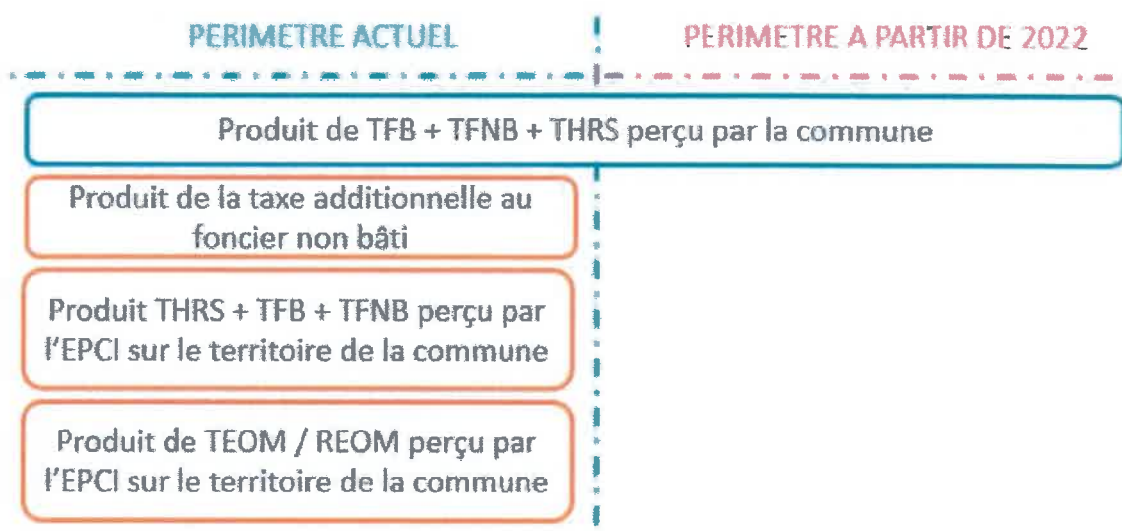 PERIMETRE ACTUEL
PERIMETRE A PARTIR DE 2022
Produit de TFB + TFNB + THRS perçu par la commune
Produit de la taxe additionnelle au
foncier non bâti
Produit THRS + TFB + TFNB perçu par
l'EPCI sur le territoire de la commune
Produit de TEOM / REOM perçu par
l'EPCI sur le territoire de la commune